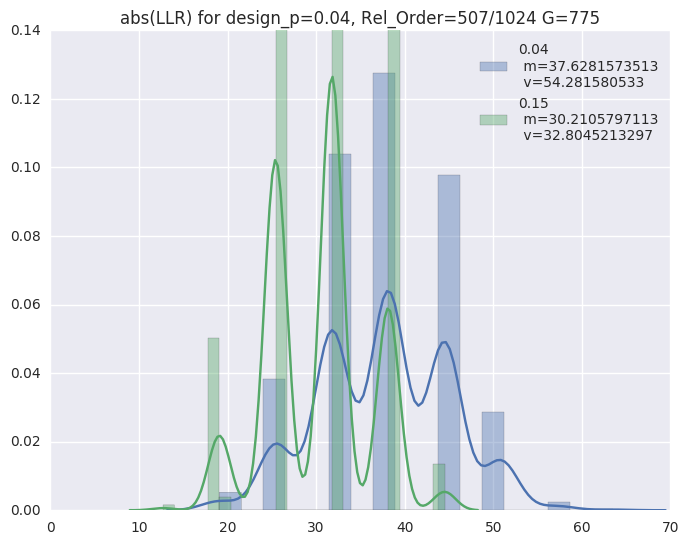 abs(LLR) for design_p=0.04, Rel_Order=507/1024 G=775
0.14
0.12
0.10
0.08
0.06
0.04
0.02
0.00
0.04
m=37.6281573513
v=54.281580533
0.15
m=30.2105797113
v=32.8045213297
0 10 20 30 40 50 60 70